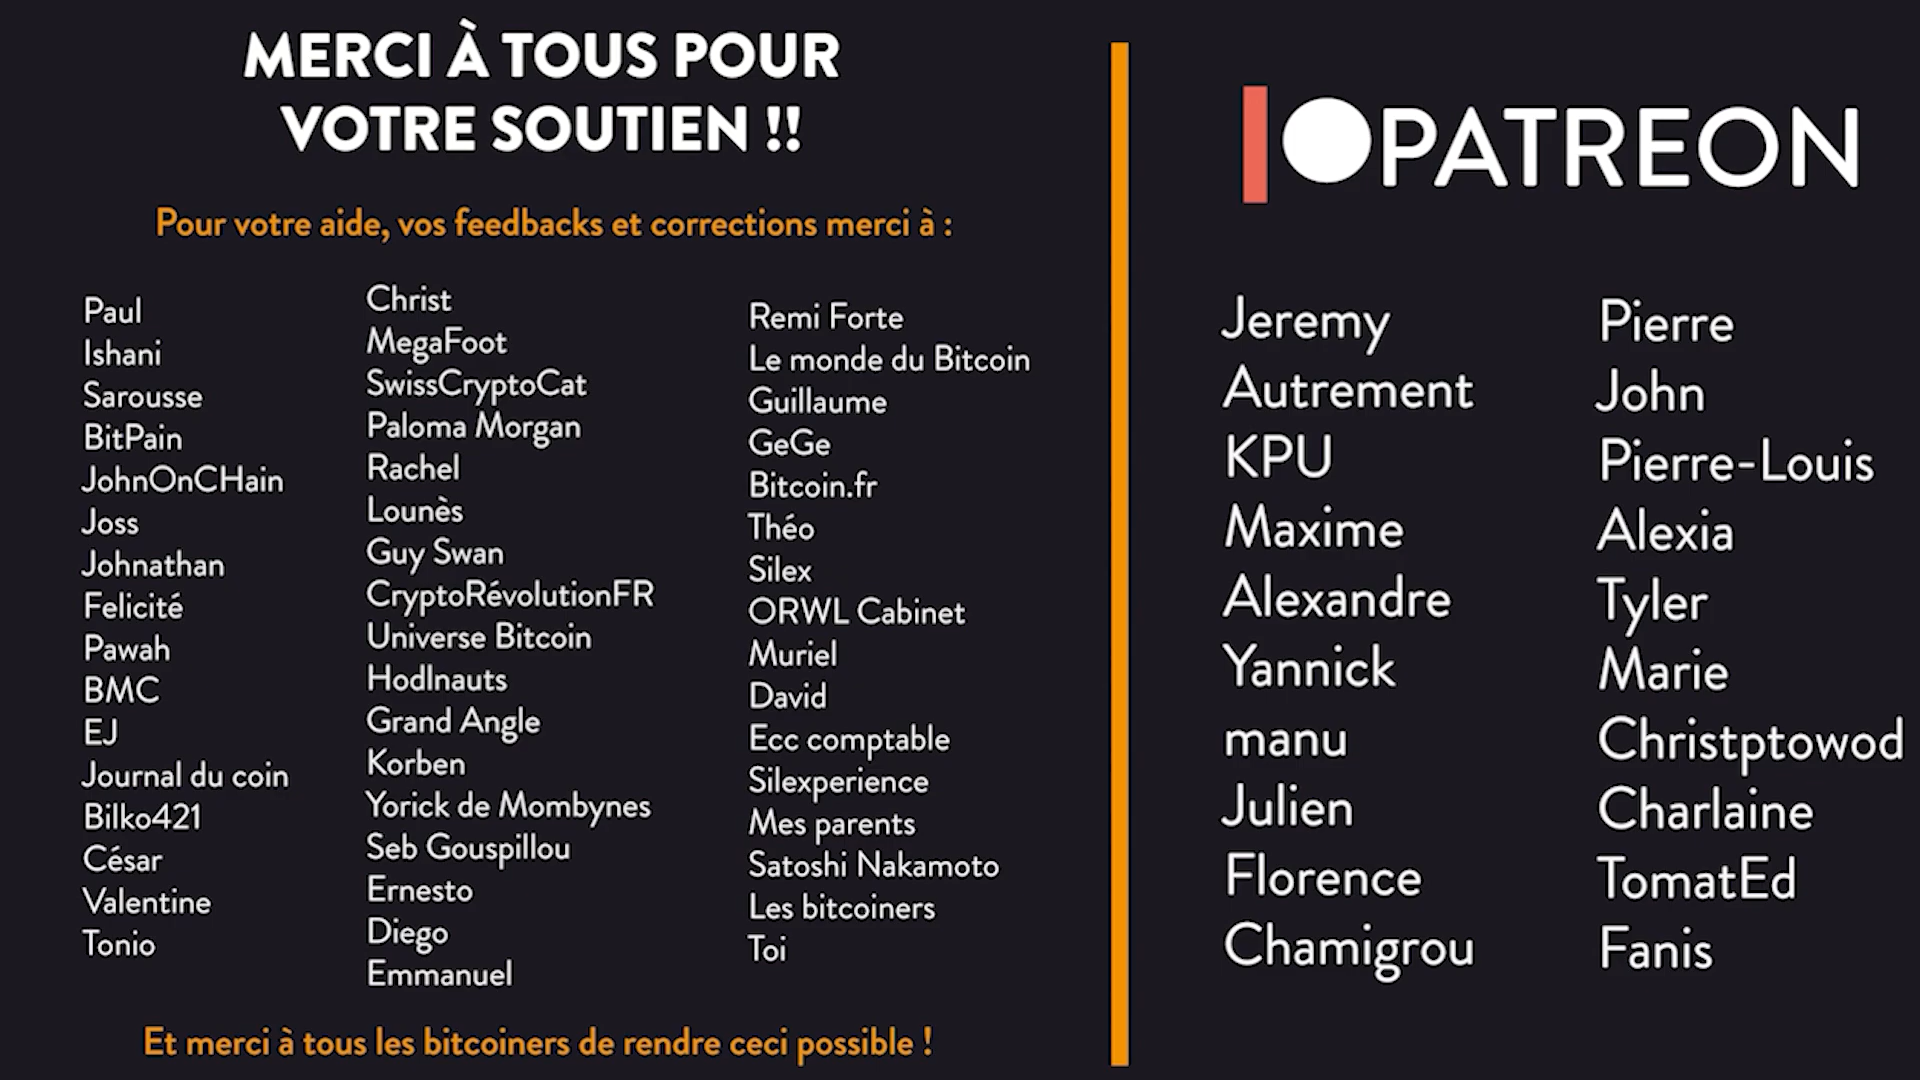 MERCI À TOUS POUR
VOTRE SOUTIEN !!
Pour votre aide, vos feedbacks et corrections merci à :
Paul
Ishani
Sarousse
BitPain
JohnOnCHain
Joss
Johnathan
Felicité
Pawah
BMC
EJ
Journal du coin
Bilko421
César
Valentine
Tonio
Christ
MegaFoot
SwissCryptoCat
Paloma Morgan
Rachel
Lounès
Guy Swan
CryptoRévolutionFR
Universe Bitcoin
Hodlnauts
Grand Angle
Korben
Yorick de Mombynes
Seb Gouspillou
Ernesto
Diego
Emmanuel
Remi Forte
Le monde du Bitcoin
Guillaume
GeGe
Bitcoin.fr
Théo
Silex
ORWL Cabinet
Muriel
David
Ecc comptable
Silexperience
Mes parents
Satoshi Nakamoto
Les bitcoiners
Toi
Et merci à tous les bitcoiners de rendre ceci possible !
PATREON
Jeremy
Autrement
KPU
Maxime
Alexandre
Yannick
manu
Julien
Florence
Chamigrou
Pierre
John
Pierre-Louis
Alexia
Tyler
Marie
Christptowod
Charlaine
TomatEd
Fanis